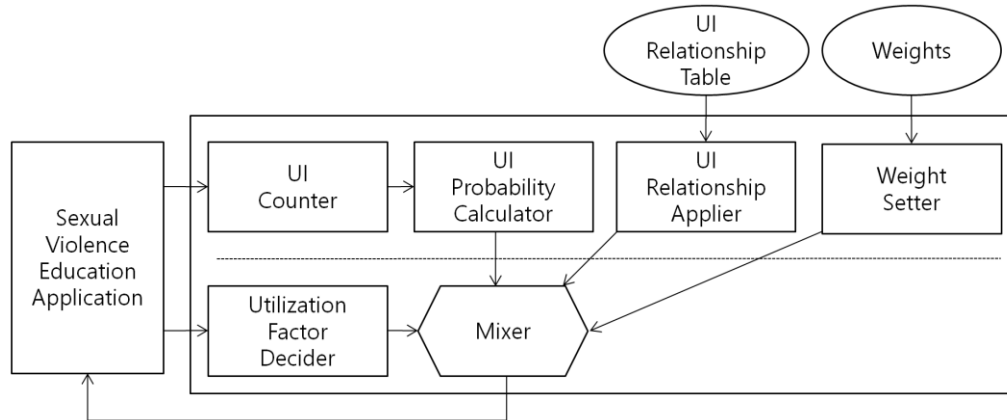 UI
Relationship
Table
Weights
Sexual
Violence
Education
Application
UI
Counter
UI
Probability
Calculator
UI
Relationship
Applier
Weight
Setter
Utilization
Factor
Decider
Mixer